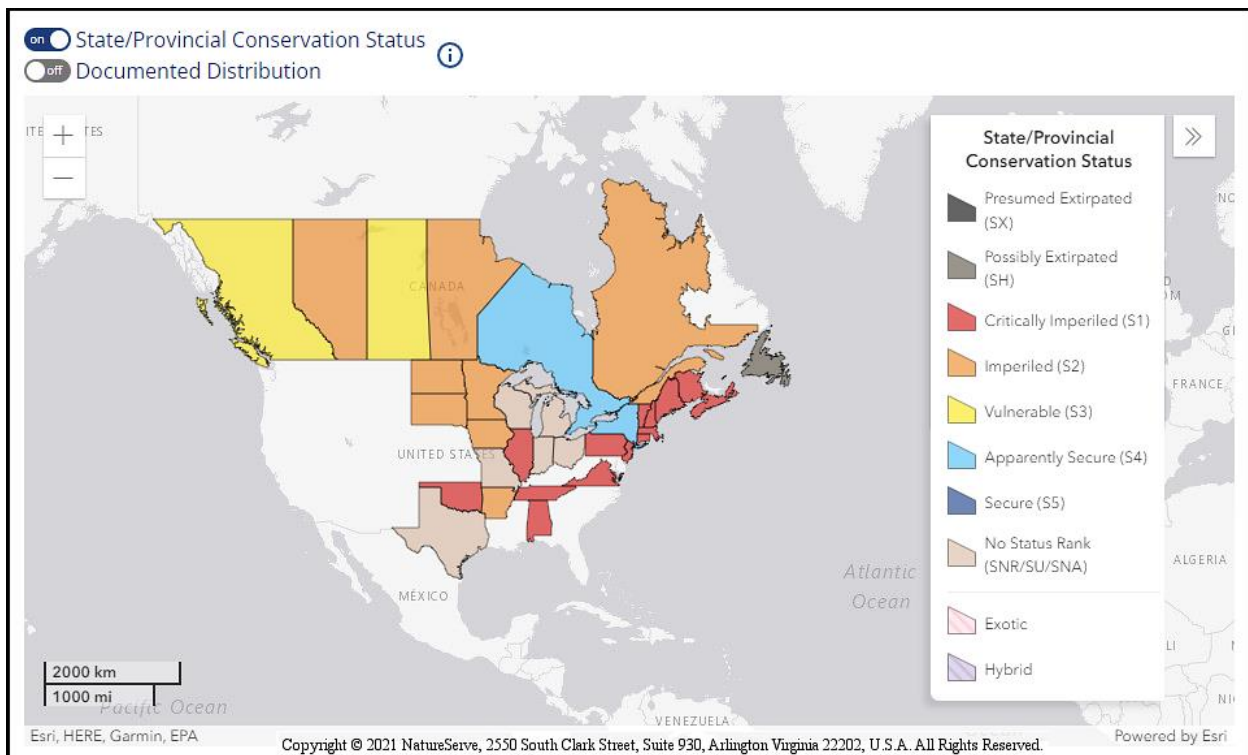 on State/Provincial Conservation Status
off Documented Distribution
i
TES
+
−
CANADA
UNITED STATES
MÉXICO
Atlantic
Ocean
Pacific Ocean
VENEZUELA
FRANCE
ALGERIA
State/Provincial
Conservation Status
Presumed Extirpated
(SX)
Possibly Extirpated
(SH)
Critically Imperiled (S1)
Imperiled (S2)
Vulnerable (S3)
Apparently Secure (S4)
Secure (S5)
No Status Rank
(SNR/SU/SNA)
Exotic
Hybrid
2000 km
1000 mi
Esri, HERE, Garmin, EPA
Copyright © 2021 NatureServe, 2550 South Clark Street, Suite 930, Arlington Virginia 22202, U.S.A. All Rights Reserved.
Powered by Esri